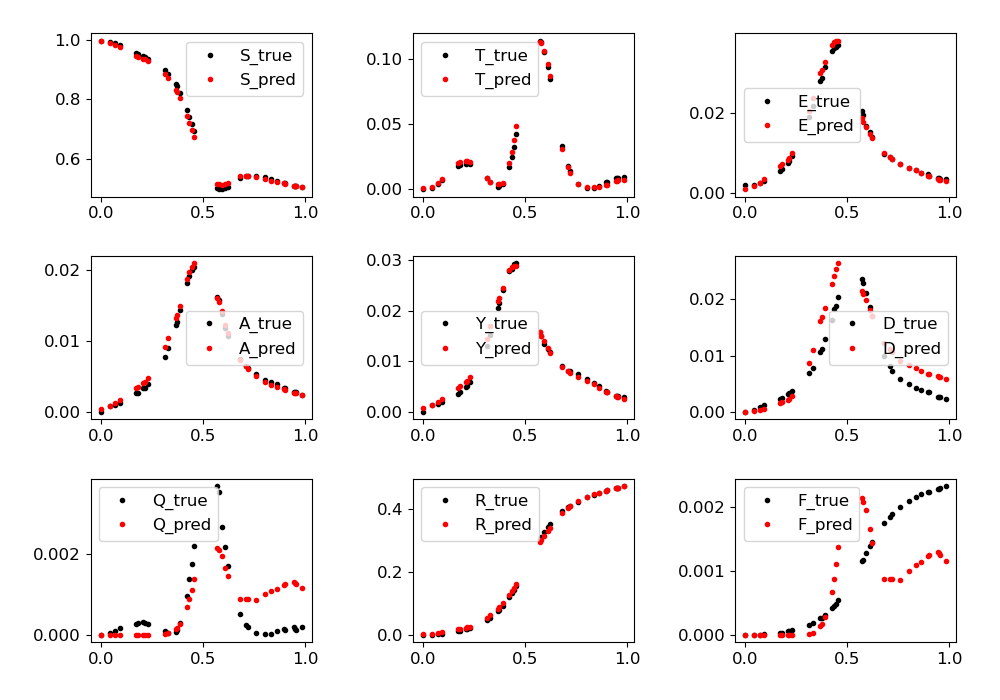 1.0
0.8
0.6
S_true
S_pred
0.0 0.5 1.0
0.10
0.05
0.00
T_true
T_pred
0.0 0.5 1.0
0.02
0.00
E_true
E_pred
0.0 0.5 1.0
0.02
0.01
0.00
A_true
A_pred
0.0 0.5 1.0
0.03
0.02
0.01
0.00
Y_true
Y_pred
0.0 0.5 1.0
0.02
0.01
0.00
D_true
D_pred
0.0 0.5 1.0
0.002
0.000
Q_true
Q_pred
0.0 0.5 1.0
0.4
0.2
0.0
R_true
R_pred
0.0 0.5 1.0
0.002
0.001
0.000
F_true
F_pred
0.0 0.5 1.0